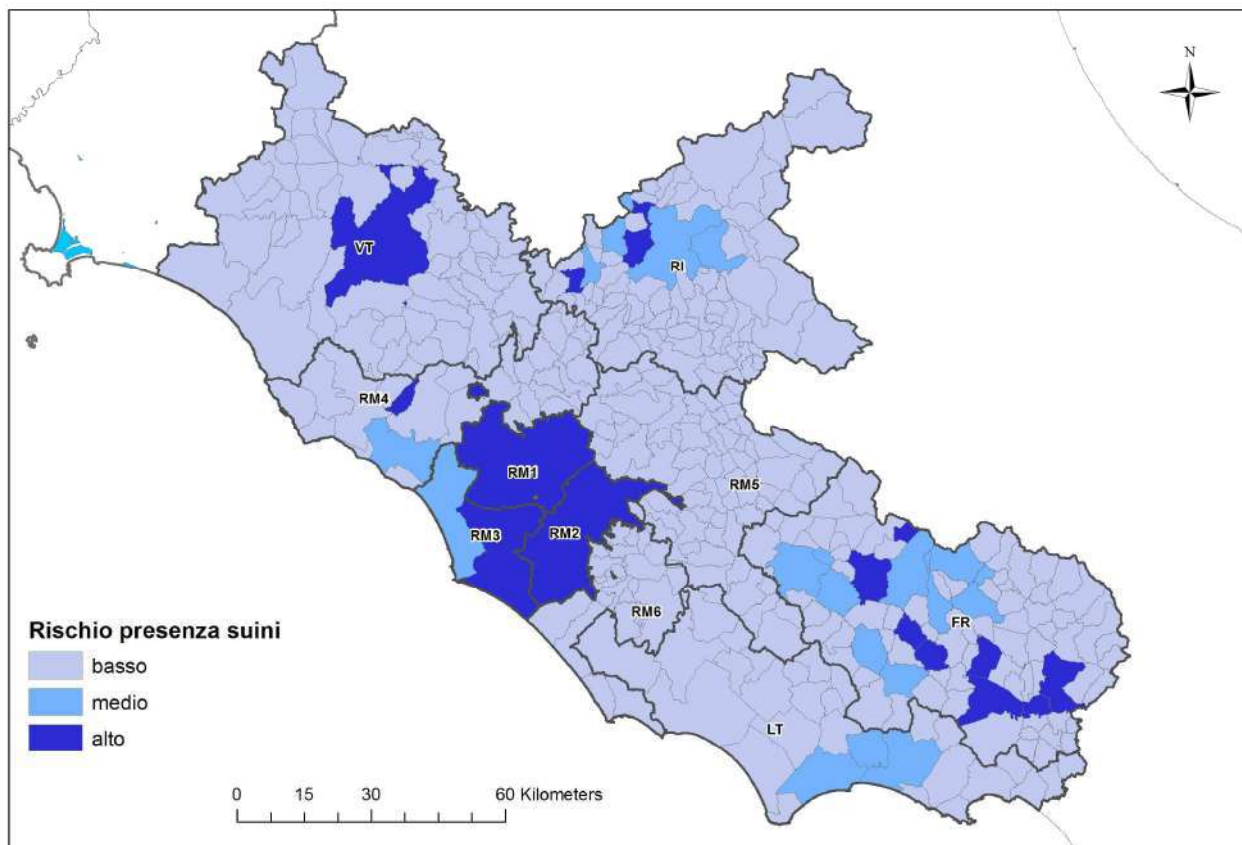 N
VT
RI
RM4
RM1
RM5
RM3
RM2
RM6
FR
LT
Rischio presenza suini
basso
medio
alto
0 15 30 60 Kilometers